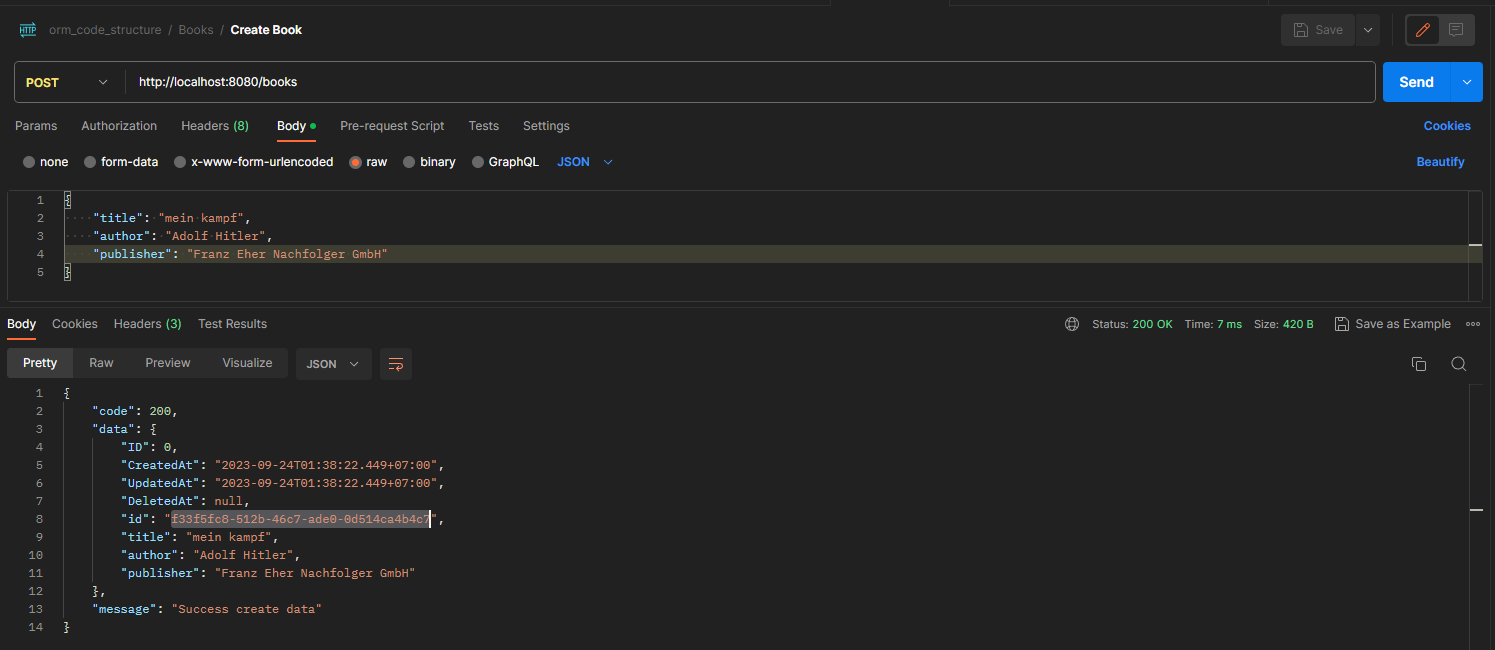 HTTP orm_code_structure / Books / Create Book Save
POST http://localhost:8080/books Send
Params Authorization Headers (8) Body Pre-request Script Tests Settings Cookies
none form-data x-www-form-urlencoded raw binary GraphQL JSON Beautify
1 {
2 "title": "mein kampf",
3 "author": "Adolf Hitler",
4 "publisher": "Franz Eher Nachfolger GmbH"
5 }
Body Cookies Headers (3) Test Results Status: 200 OK Time: 7 ms Size: 420 B Save as Example
Pretty Raw Preview Visualize JSON
1 {
2 "code": 200,
3 "data": {
4 "ID": 0,
5 "CreatedAt": "2023-09-24T01:38:22.449+07:00",
6 "UpdatedAt": "2023-09-24T01:38:22.449+07:00",
7 "DeletedAt": null,
8 "id": "f33f5fc8-512b-46c7-ade0-0d514ca4b4c7",
9 "title": "mein kampf",
10 "author": "Adolf Hitler",
11 "publisher": "Franz Eher Nachfolger GmbH"
12 },
13 "message": "Success create data"
14 }